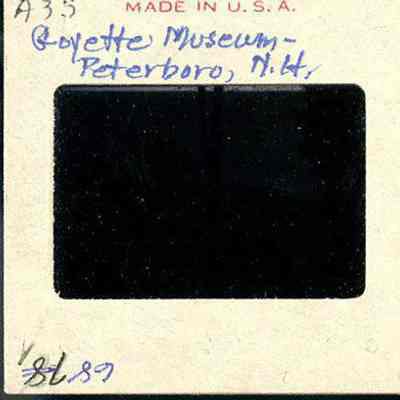 A35
MADE IN U.S.A.
Goyette Museum-
Peterboro, N.H.